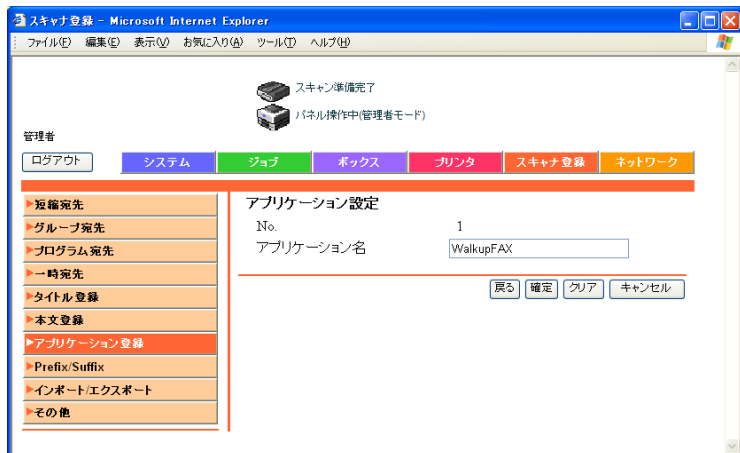 スキャナ登録 - Microsoft Internet Explorer
ファイル(F) 編集(E) 表示(V) お気に入り(A) ツール(T) ヘルプ(H)
スキャン準備完了
パネル操作中(管理者モード)
管理者
ログアウト システム ジョブ ボックス プリンタ スキャナ登録 ネットワーク
短縮宛先
グループ宛先
プログラム宛先
一時宛先
タイトル登録
本文登録
アプリケーション登録
Prefix/Suffix
インポート/エクスポート
その他
アプリケーション設定
No. 1
アプリケーション名 WalkupFAX
戻る 確定 クリア キャンセル